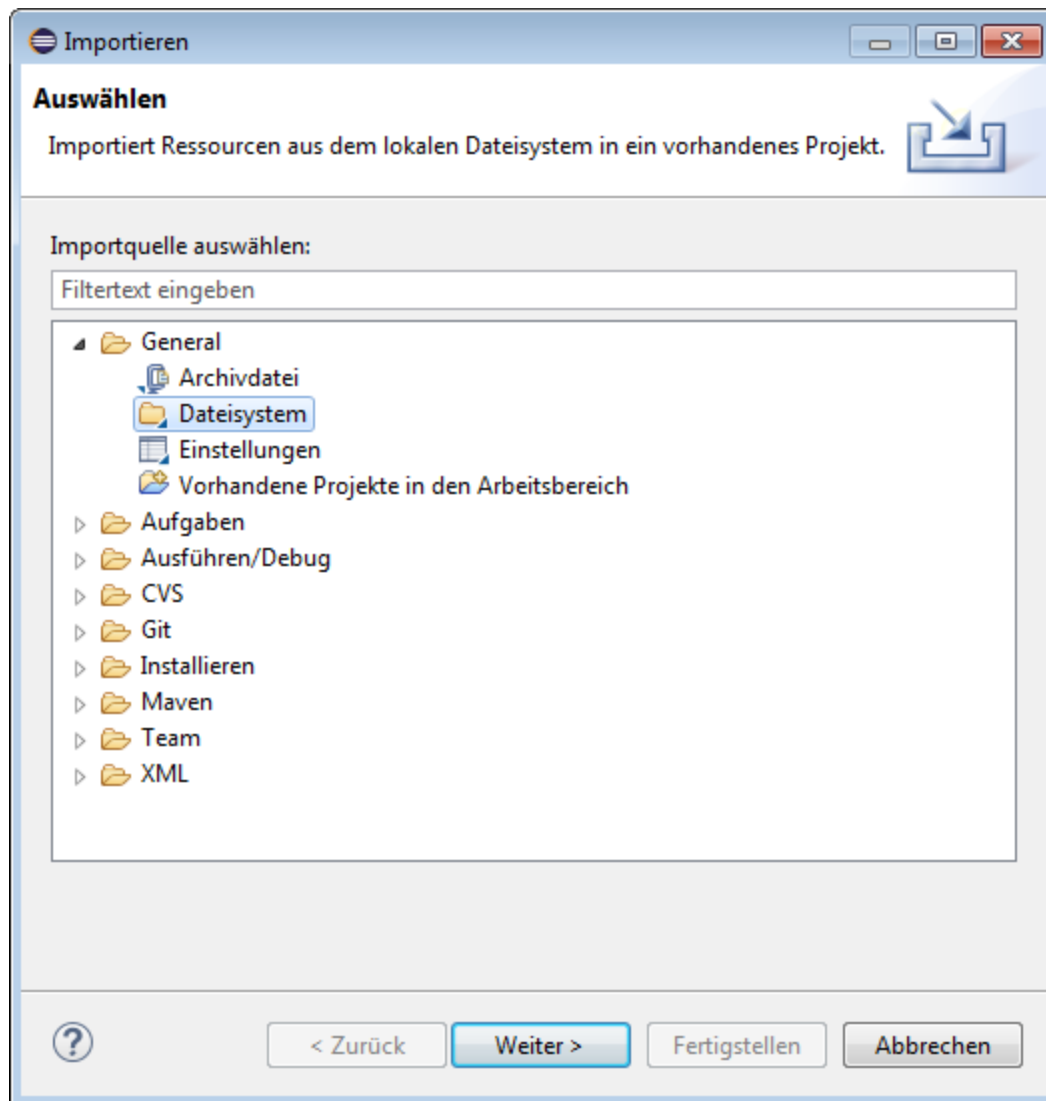 Importieren
Auswählen
Importiert Ressourcen aus dem lokalen Dateisystem in ein vorhandenes Projekt.
Importquelle auswählen:
Filtertext eingeben
General
Archivdatei
Dateisystem
Einstellungen
Vorhandene Projekte in den Arbeitsbereich
Aufgaben
Ausführen/Debug
CVS
Git
Installieren
Maven
Team
XML
? < Zurück Weiter > Fertigstellen Abbrechen